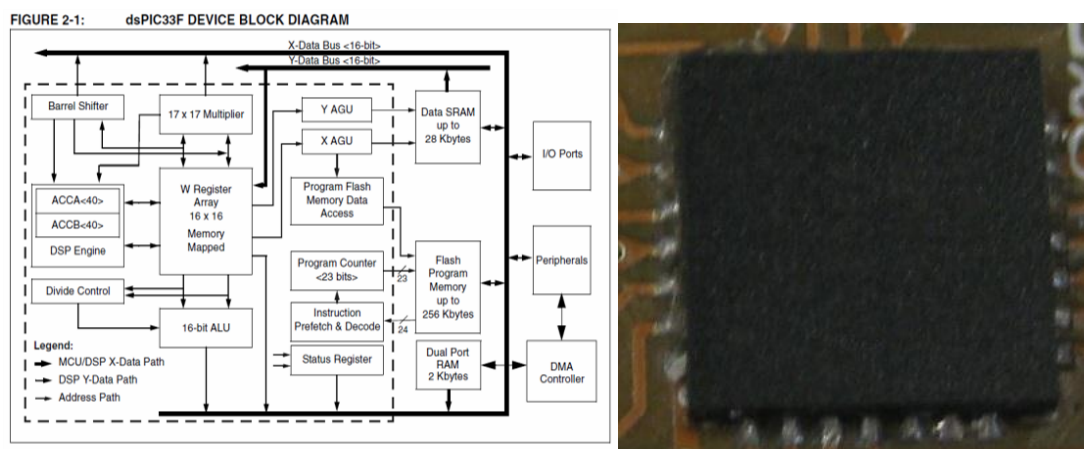 FIGURE 2-1: dsPIC33F DEVICE BLOCK DIAGRAM
X-Data Bus <16-bit>
Y-Data Bus <16-bit>
Barrel Shifter
17 x 17 Multiplier
Y AGU
X AGU
Data SRAM
up to
28 Kbytes
I/O Ports
Program Flash
Memory Data
Access
ACCA<40>
ACCB<40>
DSP Engine
W Register
Array
16 x 16
Memory
Mapped
Program Counter
<23 bits>
23
Flash
Program
Memory
up to
256 Kbytes
Peripherals
Divide Control
16-bit ALU
Instruction
Prefetch & Decode
24
Legend:
MCU/DSP X-Data Path
DSP Y-Data Path
Address Path
Status Register
Dual Port
RAM
2 Kbytes
DMA
Controller